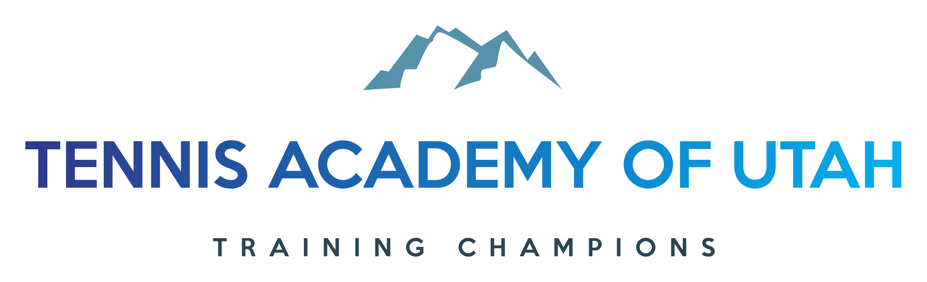 TENNIS ACADEMY OF UTAH
TRAINING CHAMPIONS